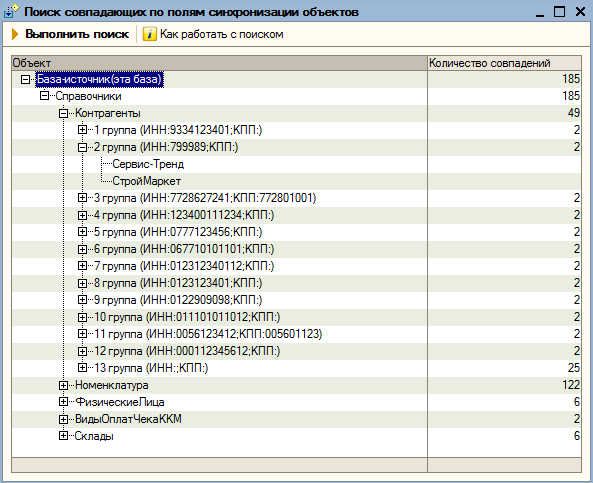 Поиск совпадающих по полям синхронизации объектов
Выполнить поиск Как работать с поиском
Объект Количество совпадений
База-источник(эта база) 185
Справочники 185
Контрагенты 49
1 группа (ИНН:9334123401;КПП:) 2
2 группа (ИНН:799989;КПП:) 2
Сервис-Тренд
СтройМаркет
3 группа (ИНН:7728627241;КПП:772801001) 2
4 группа (ИНН:123400111234;КПП:) 2
5 группа (ИНН:0777123456;КПП:) 2
6 группа (ИНН:067710101101;КПП:) 2
7 группа (ИНН:012312340112;КПП:) 2
8 группа (ИНН:0123123401;КПП:) 2
9 группа (ИНН:0122909098;КПП:) 2
10 группа (ИНН:011101011012;КПП:) 2
11 группа (ИНН:0056123412;КПП:005601123) 2
12 группа (ИНН:000112345612;КПП:) 2
13 группа (ИНН:;КПП:) 25
Номенклатура 122
ФизическиеЛица 6
ВидыОплатЧекаККМ 2
Склады 6